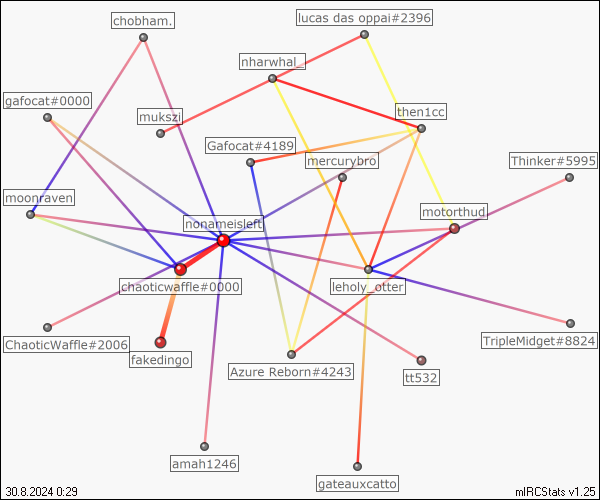 lucas das oppai#2396
chobham.
nharwhal_
gafocat#0000
mukszi
then1cc
Gafocat#4189
mercurybro
Thinker#5995
moonraven
nonameisleft
motorthud_
chaoticwaffle#0000
leholy_otter
ChaoticWaffle#2006
fakedingo
TripleMidget#8824
Azure Reborn#4243
tt532
amah1246
gateauxcatto
30.8.2024 0:29
mIRCStats v1.25